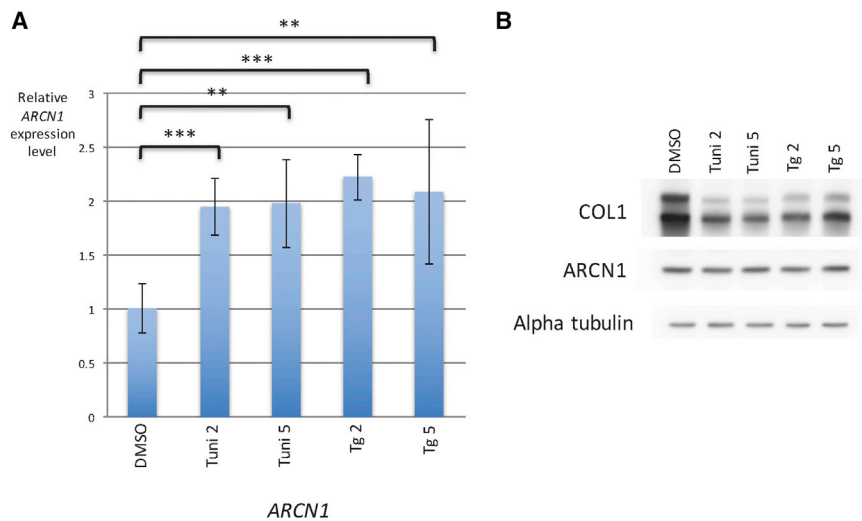 A
**
***
**
***
Relative
ARCN1
expression
level
3
2.5
2
1.5
1
0.5
0
DMSO
Tuni 2
Tuni 5
Tg 2
Tg 5
ARCN1
B
DMSO
Tuni 2
Tuni 5
Tg 2
Tg 5
COL1
ARCN1
Alpha tubulin